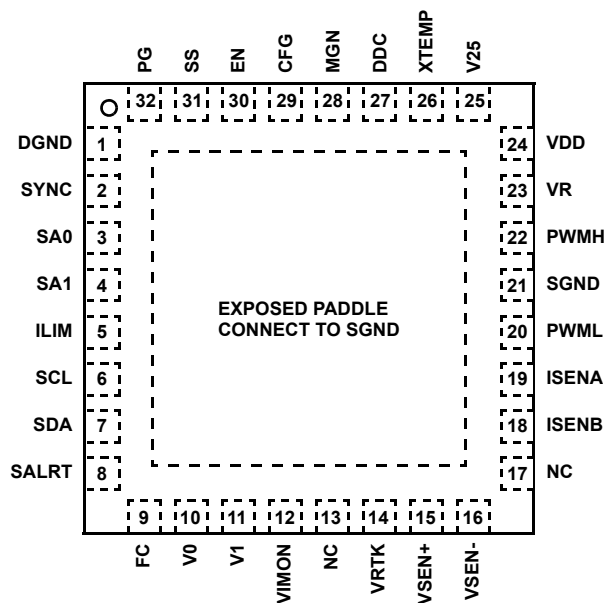 PG SS EN CFG MGN DDC XTEMP V25
32 31 30 29 28 27 26 25
DGND 1 24 VDD
SYNC 2 23 VR
SA0 3 22 PWMH
SA1 4 21 SGND
EXPOSED PADDLE
CONNECT TO SGND
ILIM 5 20 PWML
SCL 6 19 ISENA
SDA 7 18 ISENB
SALRT 8 17 NC
9 10 11 12 13 14 15 16
FC V0 V1 VIMON NC VRTK VSEN+ VSEN-